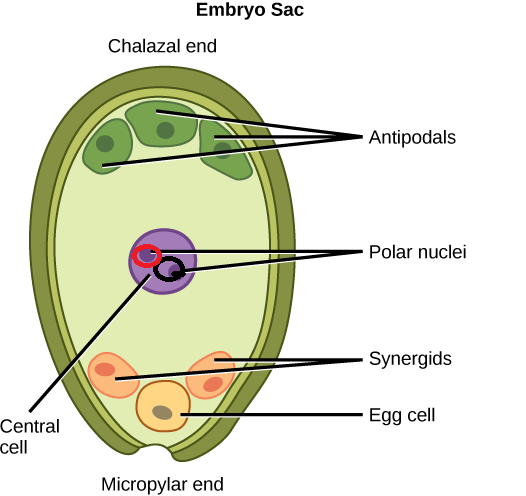 Embryo Sac
Chalazal end
Antipodals
Polar nuclei
Synergids
Egg cell
Central
cell
Micropylar end